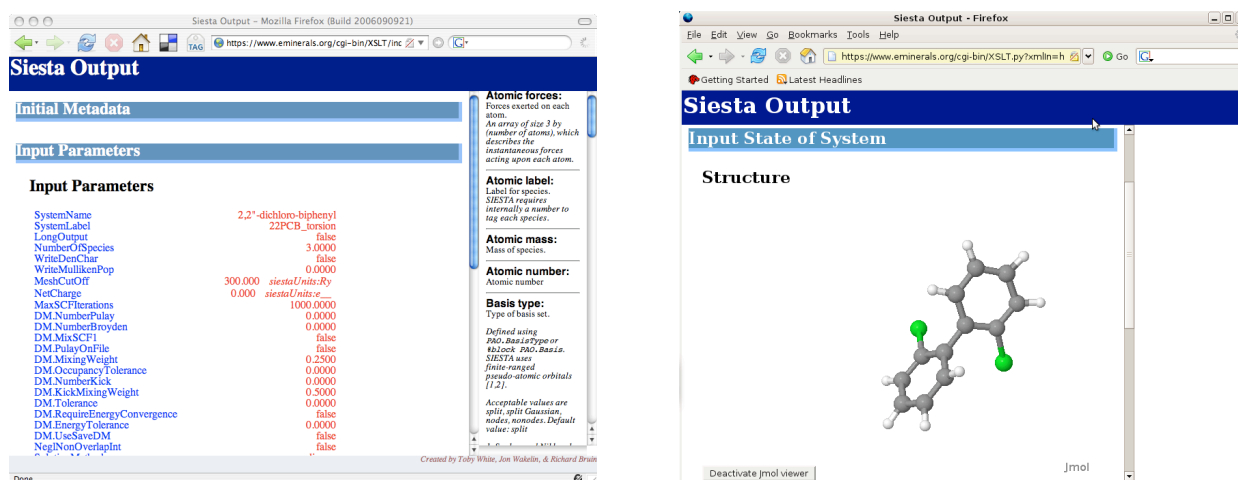 Siesta Output - Mozilla Firefox (Build 2006090921)
TAG
https://www.eminerals.org/cgi-bin/XSLT/inc
Siesta Output
Initial Metadata
Input Parameters
Input Parameters
SystemName 2,2"-dichloro-biphenyl
SystemLabel 22PCB_torsion
LongOutput false
NumberOfSpecies 3.0000
WriteDenChar false
WriteMullikenPop 0.0000
MeshCutOff 300.000 siestaUnits:Ry
NetCharge 0.000 siestaUnits:e__
MaxSCFIterations 1000.0000
DM.NumberPulay 0.0000
DM.NumberBroyden 0.0000
DM.MixSCF1 false
DM.PulayOnFile false
DM.MixingWeight 0.2500
DM.OccupancyTolerance 0.0000
DM.NumberKick 0.0000
DM.KickMixingWeight 0.5000
DM.Tolerance 0.0000
DM.RequireEnergyConvergence false
DM.EnergyTolerance 0.0000
DM.UseSaveDM false
NeglNonOverlapInt false
Atomic forces:
Forces exerted on each
atom.
An array of size 3 by
(number of atoms), which
describes the
instantaneous forces
acting upon each atom.
Atomic label:
Label for species.
SIESTA requires
internally a number to
tag each species.
Atomic mass:
Mass of species.
Atomic number:
Atomic number
Basis type:
Type of basis set.
Defined using
PAO.BasisType or
%block PAO.Basis.
SIESTA uses
finite-ranged
pseudo-atomic orbitals
[1,2].
Acceptable values are
split, split Gaussian,
nodes, nonodes. Default
value: split
Created by Toby White, Jon Wakelin, & Richard Bruin
Done
Siesta Output - Firefox
File Edit View Go Bookmarks Tools Help
https://www.eminerals.org/cgi-bin/XSLT.py?xmlin=h
Go
Getting Started Latest Headlines
Siesta Output
Input State of System
Structure
Jmol
Deactivate Jmol viewer